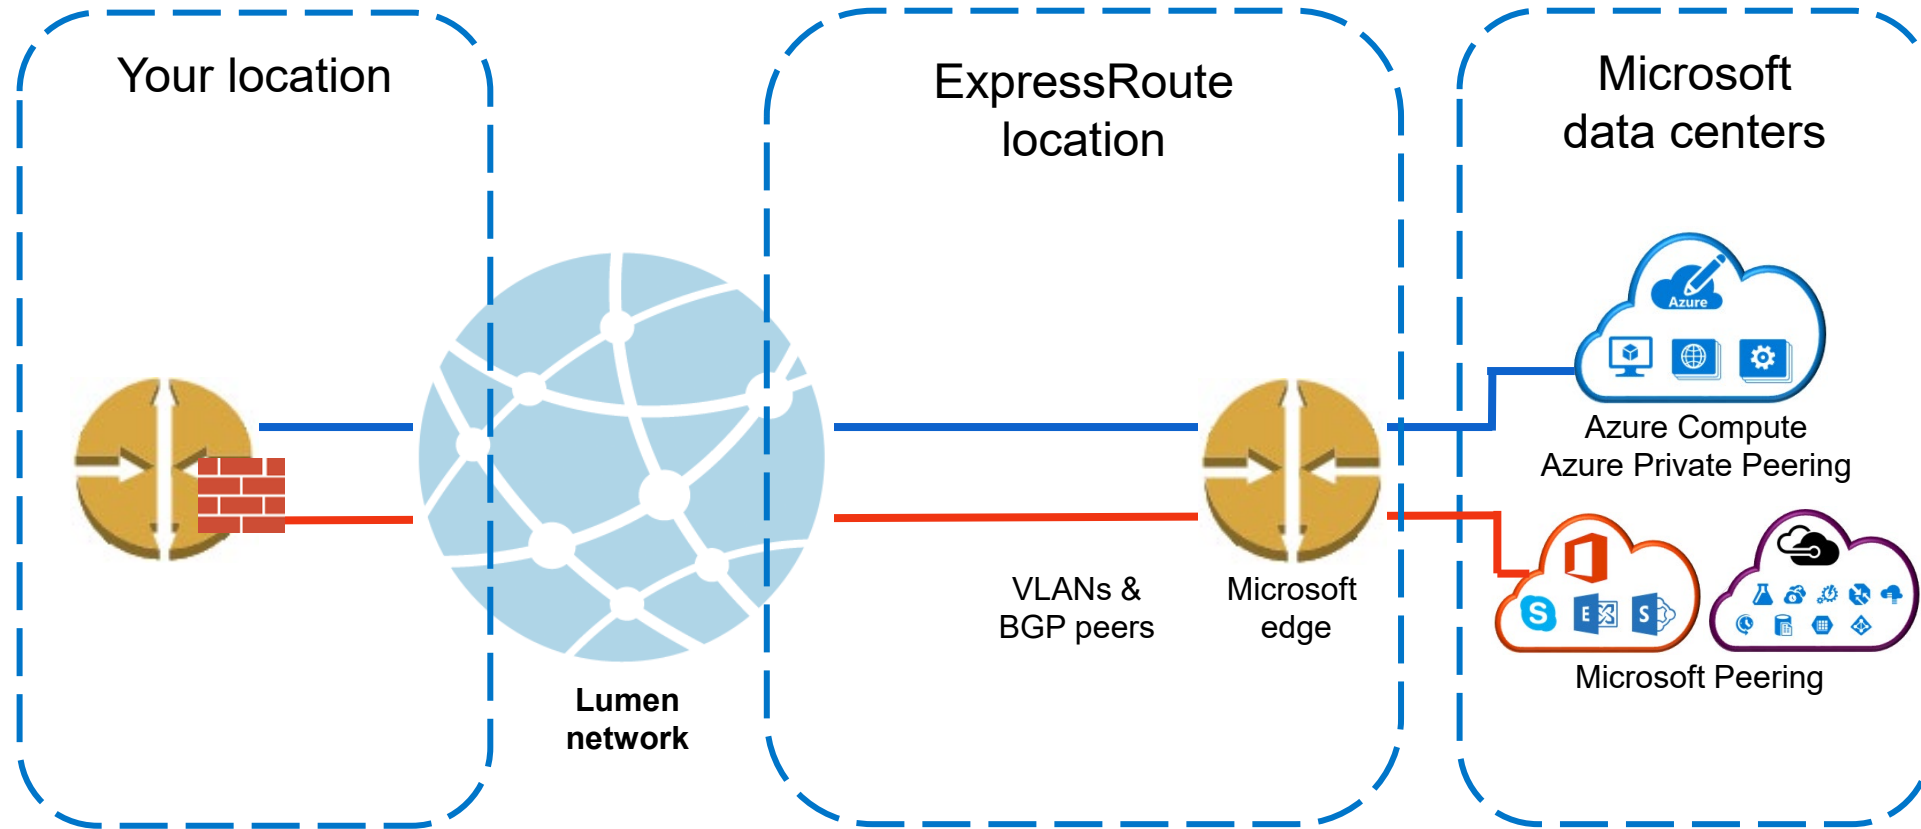 Your location
ExpressRoute
location
Microsoft
data centers
Azure
Azure Compute
Azure Private Peering
VLANs &
BGP peers
Microsoft
edge
S
E
S
Microsoft Peering
Lumen
network